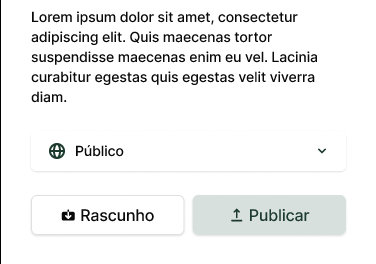 Lorem ipsum dolor sit amet, consectetur
adipiscing elit. Quis maecenas tortor
suspendisse maecenas enim eu vel. Lacinia
curabitur egestas quis egestas velit viverra
diam.
Público
Rascunho
Publicar